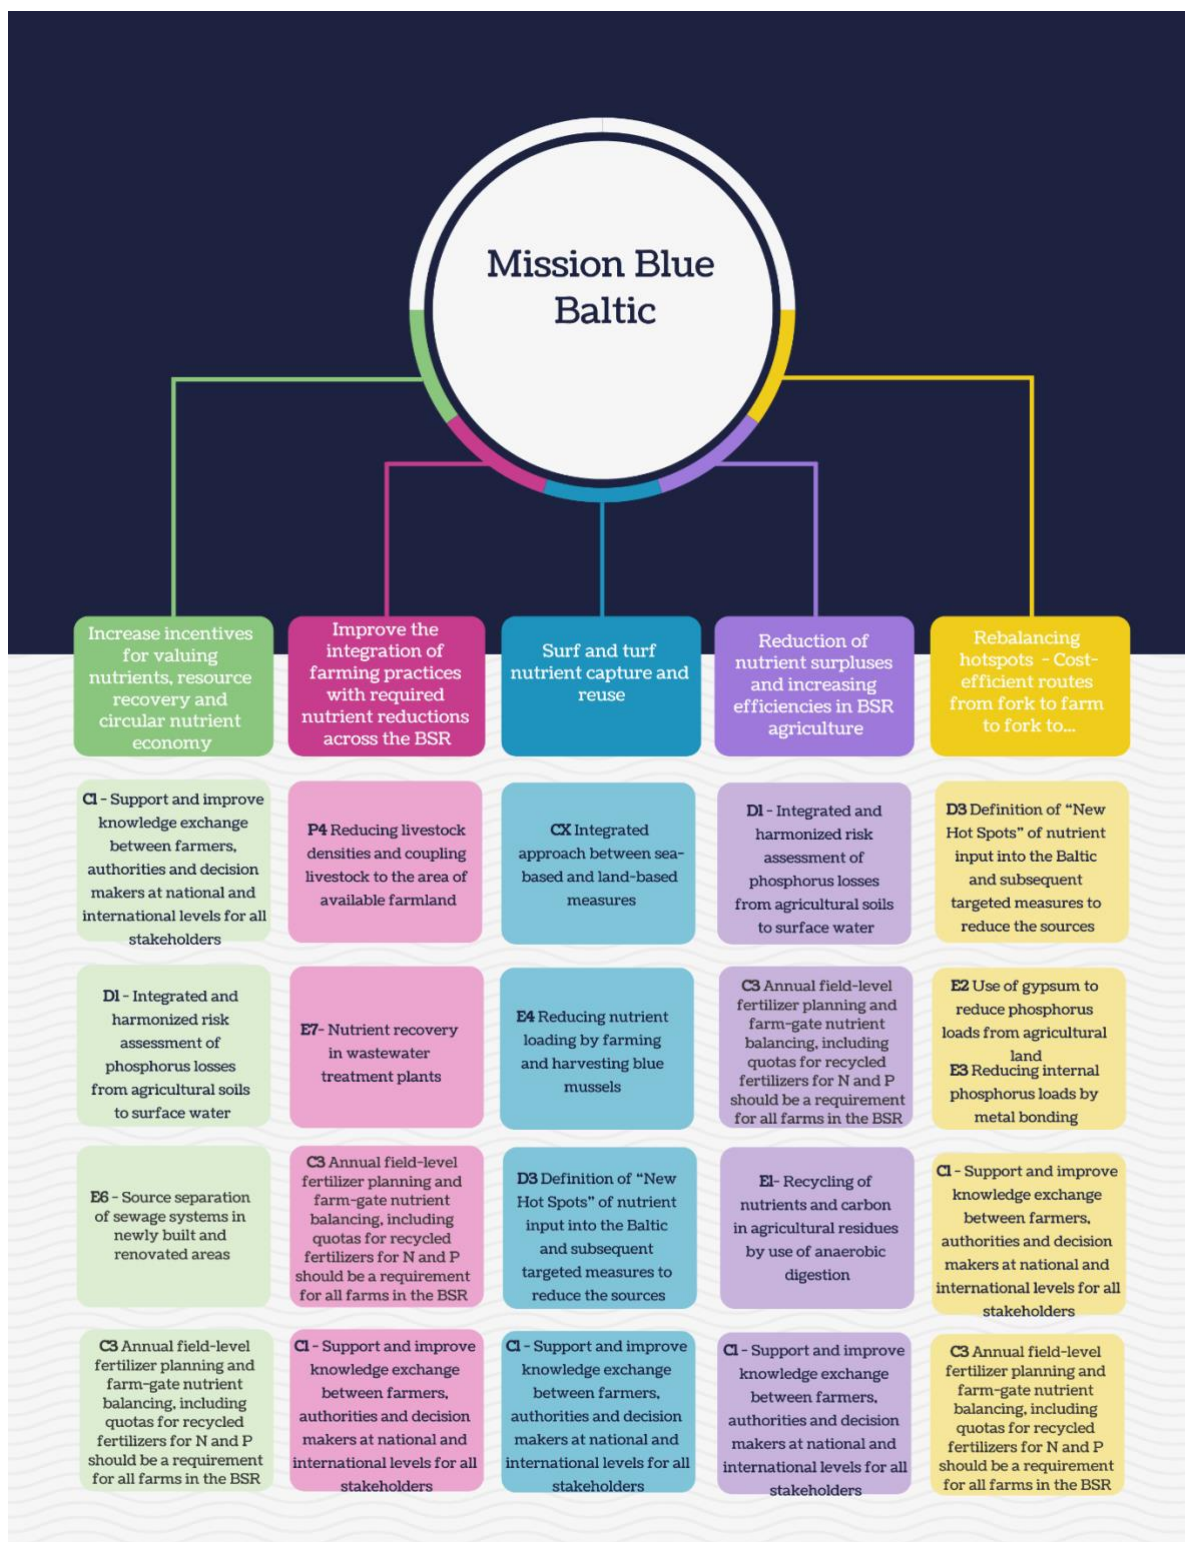 Mission Blue
Baltic
Increase incentives
for valuing
nutrients, resource
recovery and
circular nutrient
economy
C1 - Support and improve
knowledge exchange
between farmers,
authorities and decision
makers at national and
international levels for all
stakeholders
D1 - Integrated and
harmonized risk
assessment of
phosphorus losses
from agricultural soils
to surface water
E6 - Source separation
of sewage systems in
newly built and
renovated areas
C3 Annual field-level
fertilizer planning and
farm-gate nutrient
balancing, including
quotas for recycled
fertilizers for N and P
should be a requirement
for all farms in the BSR
Improve the
integration of
farming practices
with required
nutrient reductions
across the BSR
P4 Reducing livestock
densities and coupling
livestock to the area of
available farmland
E7- Nutrient recovery
in wastewater
treatment plants
C3 Annual field-level
fertilizer planning and
farm-gate nutrient
balancing, including
quotas for recycled
fertilizers for N and P
should be a requirement
for all farms in the BSR
C1 - Support and improve
knowledge exchange
between farmers,
authorities and decision
makers at national and
international levels for all
stakeholders
Surf and turf
nutrient capture and
reuse
CX Integrated
approach between sea-
based and land-based
measures
E4 Reducing nutrient
loading by farming
and harvesting blue
mussels
D3 Definition of “New
Hot Spots” of nutrient
input into the Baltic
and subsequent
targeted measures to
reduce the sources
C1 - Support and improve
knowledge exchange
between farmers,
authorities and decision
makers at national and
international levels for all
stakeholders
Reduction of
nutrient surpluses
and increasing
efficiencies in BSR
agriculture
D1 - Integrated and
harmonized risk
assessment of
phosphorus losses
from agricultural soils
to surface water
C3 Annual field-level
fertilizer planning and
farm-gate nutrient
balancing, including
quotas for recycled
fertilizers for N and P
should be a requirement
for all farms in the BSR
E1- Recycling of
nutrients and carbon
in agricultural residues
by use of anaerobic
digestion
C1 - Support and improve
knowledge exchange
between farmers,
authorities and decision
makers at national and
international levels for all
stakeholders
Rebalancing
hotspots - Cost-
efficient routes
from fork to farm
to fork to...
D3 Definition of “New
Hot Spots” of nutrient
input into the Baltic
and subsequent
targeted measures to
reduce the sources
E2 Use of gypsum to
reduce phosphorus
loads from agricultural
land
E3 Reducing internal
phosphorus loads by
metal bonding
C1 - Support and improve
knowledge exchange
between farmers,
authorities and decision
makers at national and
international levels for all
stakeholders
C3 Annual field-level
fertilizer planning and
farm-gate nutrient
balancing, including
quotas for recycled
fertilizers for N and P
should be a requirement
for all farms in the BSR